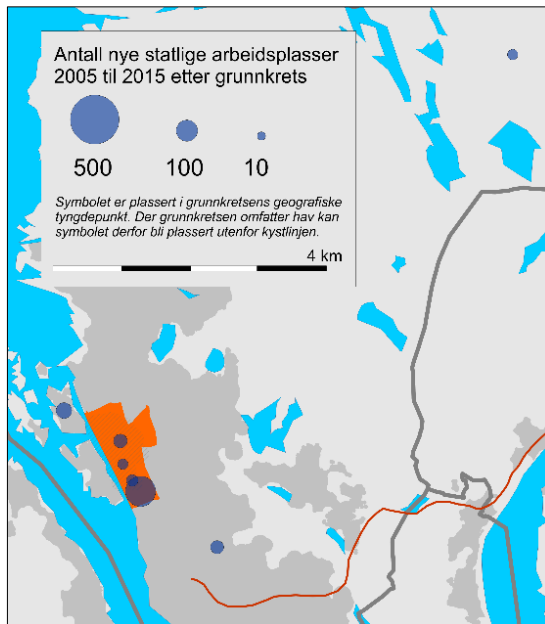 Antall nye statlige arbeidsplasser
2005 til 2015 etter grunnkrets
500 100 10
Symbolet er plassert i grunnkretsens geografiske
tyngdepunkt. Der grunnkretsen omfatter hav kan
symbolet derfor bli plassert utenfor kystlinjen.
4 km